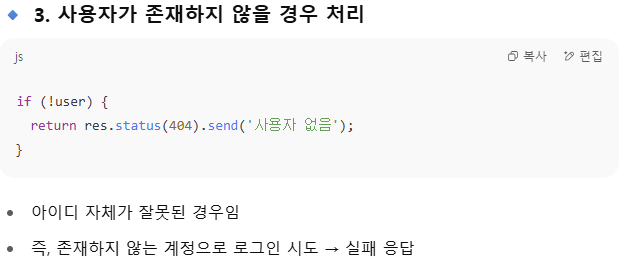 3. 사용자가 존재하지 않을 경우 처리
js 복사 편집
if (!user) {
  return res.status(404).send('사용자 없음');
}
아이디 자체가 잘못된 경우임
즉, 존재하지 않는 계정으로 로그인 시도 → 실패 응답